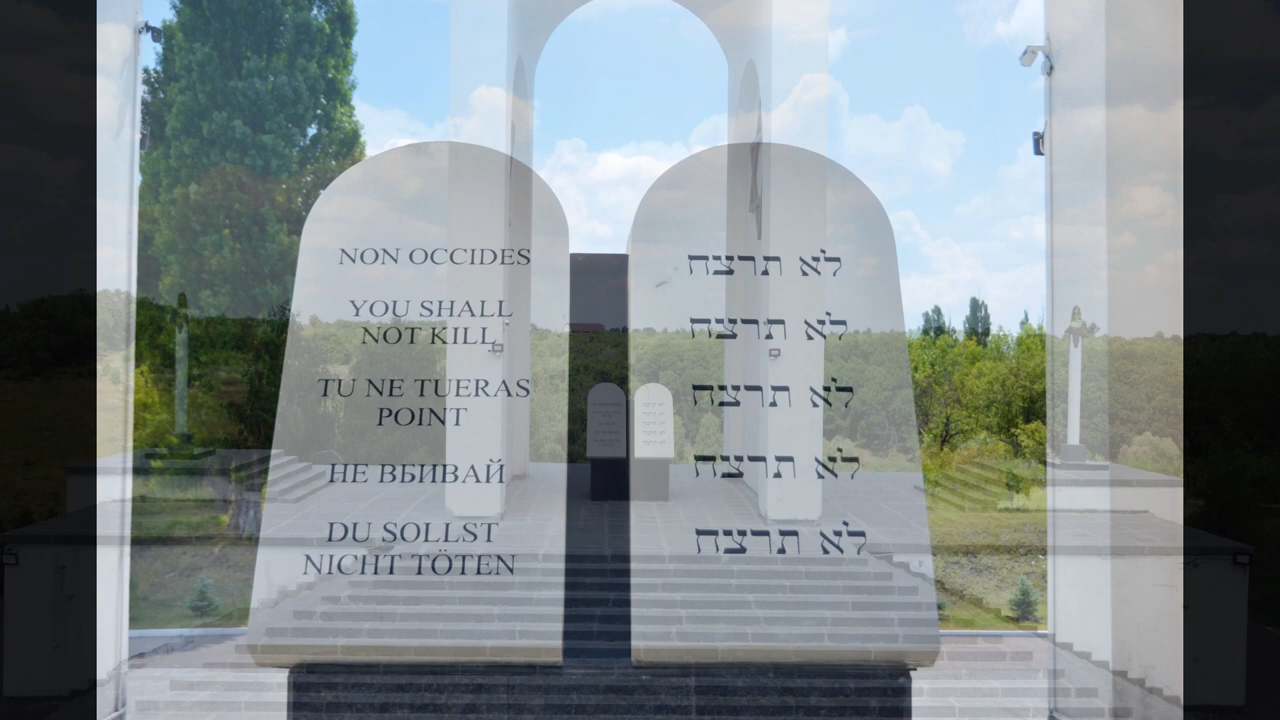 NON OCCIDES
YOU SHALL
NOT KILL
TU NE TUERAS
POINT
НЕ ВБИВАЙ
DU SOLLST
NICHT TÖTEN
לא תרצח
לא תרצח
לא תרצח
לא תרצח
לא תרצח